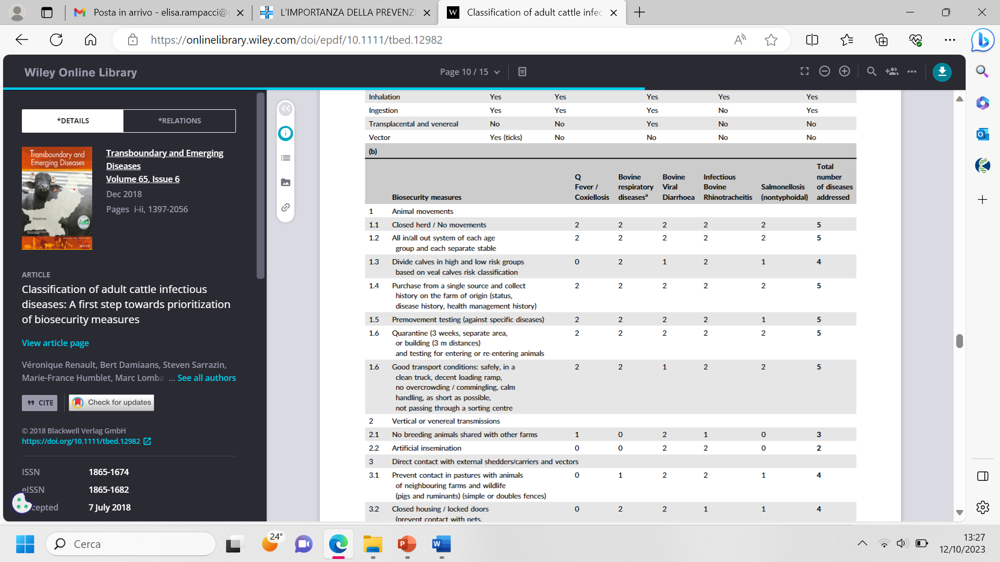 Posta in arrivo - elisa.rampacci@g
L'IMPORTANZA DELLA PREVENZI
W Classification of adult cattle infec
https://onlinelibrary.wiley.com/doi/epdf/10.1111/tbed.12982
Wiley Online Library
Page 10 / 15
*DETAILS *RELATIONS
Transboundary and
Emerging Diseases
PAKISTAN
WILEY
Transboundary and Emerging
Diseases
Volume 65, Issue 6
Dec 2018
Pages i-ii, 1397-2056
ARTICLE
Classification of adult cattle infectious
diseases: A first step towards prioritization
of biosecurity measures
View article page
Véronique Renault, Bert Damiaans, Steven Sarrazin,
Marie-France Humblet, Marc Lomba ... See all authors
CITE Check for updates
© 2018 Blackwell Verlag GmbH
https://doi.org/10.1111/tbed.12982
ISSN 1865-1674
eISSN 1865-1682
cepted 7 July 2018
Inhalation Yes Yes Yes Yes Yes
Ingestion Yes Yes Yes No Yes
Transplacental and venereal No No Yes No No
Vector Yes (ticks) No No No No
(b)
Total
Q Bovine Bovine Infectious number
Fever / respiratory Viral Bovine Salmonellosis of diseases
Biosecurity measures Coxiellosis diseasesᵃ Diarrhoea Rhinotracheitis (nontyphoidal) addressed
1 Animal movements
1.1 Closed herd / No movements 2 2 2 2 2 5
1.2 All in/all out system of each age 2 2 2 2 2 5
group and each separate stable
1.3 Divide calves in high and low risk groups 0 2 1 2 1 4
based on veal calves risk classification
1.4 Purchase from a single source and collect 2 2 2 2 2 5
history on the farm of origin (status,
disease history, health management history)
1.5 Premovement testing (against specific diseases) 2 2 2 2 1 5
1.6 Quarantine (3 weeks, separate area, 2 2 2 2 2 5
or building (3 m distances)
and testing for entering or re-entering animals
1.6 Good transport conditions: safely, in a 2 2 1 2 2 5
clean truck, decent loading ramp,
no overcrowding / commingling, calm
handling, as short as possible,
not passing through a sorting centre
2 Vertical or venereal transmissions
2.1 No breeding animals shared with other farms 1 0 2 1 0 3
2.2 Artificial insemination 0 0 2 2 0 2
3 Direct contact with external shedders/carriers and vectors
3.1 Prevent contact in pastures with animals 0 1 2 2 1 4
of neighbouring farms and wildlife
(pigs and ruminants) (simple or doubles fences)
3.2 Closed housing / locked doors 0 2 2 1 1 4
(prevent contact with pets,
Cerca
24°
13:27
12/10/2023